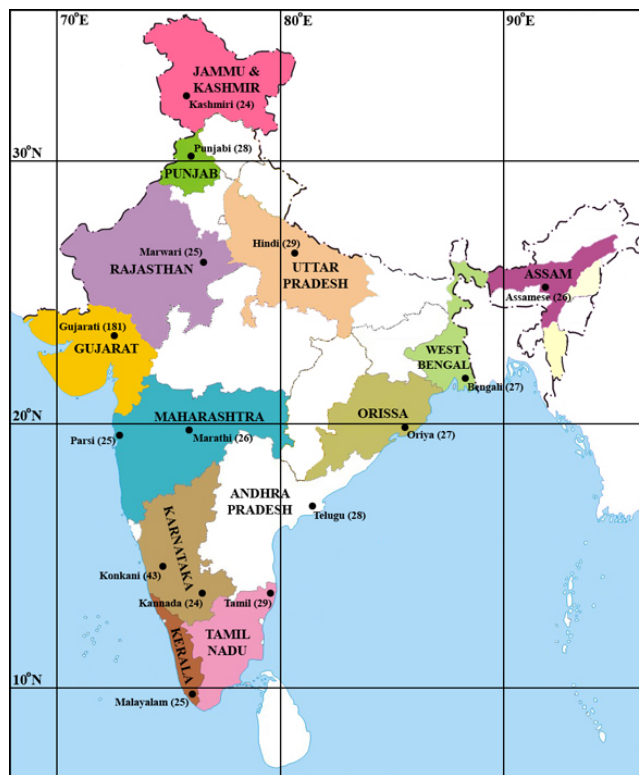 70°E
80°E
90°E
JAMMU &
KASHMIR
Kashmiri (24)
Punjabi (28)
30°N
PUNJAB
Marwari (25)
RAJASTHAN
Hindi (29)
UTTAR
PRADESH
ASSAM
Assamese (26)
Gujarati (181)
GUJARAT
WEST
BENGAL
Bengali (27)
20°N
MAHARASHTRA
Parsi (25)
Marathi (26)
ORISSA
Oriya (27)
ANDHRA
PRADESH
Telugu (28)
KARNATAKA
Konkani (43)
Kannada (24)
Tamil (29)
KERALA
TAMIL
NADU
10°N
Malayalam (25)